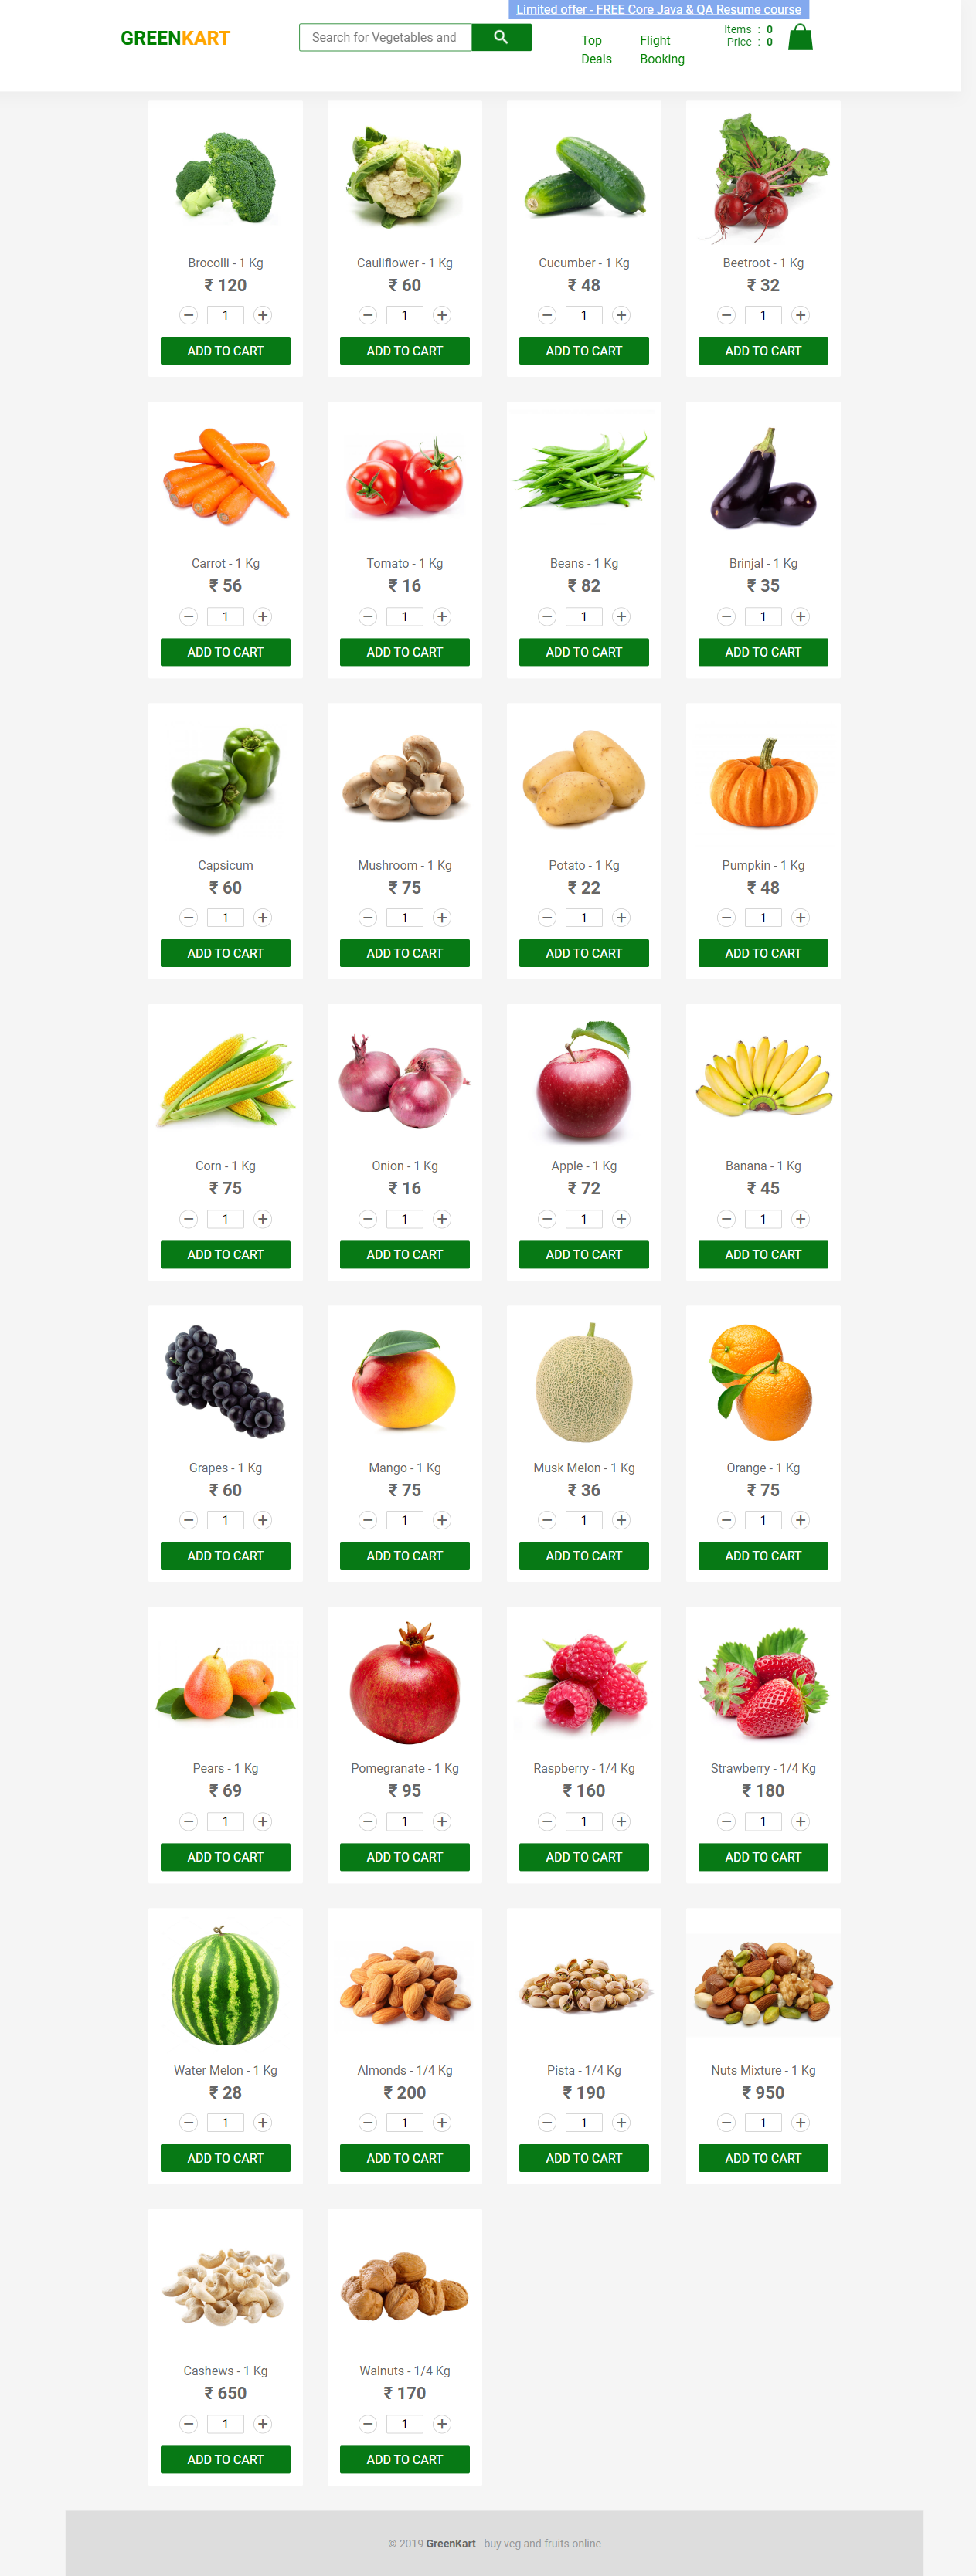 Limited offer - FREE Core Java & QA Resume course
GREENKART
Search for Vegetables and
Top Deals
Flight Booking
Items : 0
Price : 0
Brocolli - 1 Kg
₹ 120
1
ADD TO CART
Cauliflower - 1 Kg
₹ 60
1
ADD TO CART
Cucumber - 1 Kg
₹ 48
1
ADD TO CART
Beetroot - 1 Kg
₹ 32
1
ADD TO CART
Carrot - 1 Kg
₹ 56
1
ADD TO CART
Tomato - 1 Kg
₹ 16
1
ADD TO CART
Beans - 1 Kg
₹ 82
1
ADD TO CART
Brinjal - 1 Kg
₹ 35
1
ADD TO CART
Capsicum
₹ 60
1
ADD TO CART
Mushroom - 1 Kg
₹ 75
1
ADD TO CART
Potato - 1 Kg
₹ 22
1
ADD TO CART
Pumpkin - 1 Kg
₹ 48
1
ADD TO CART
Corn - 1 Kg
₹ 75
1
ADD TO CART
Onion - 1 Kg
₹ 16
1
ADD TO CART
Apple - 1 Kg
₹ 72
1
ADD TO CART
Banana - 1 Kg
₹ 45
1
ADD TO CART
Grapes - 1 Kg
₹ 60
1
ADD TO CART
Mango - 1 Kg
₹ 75
1
ADD TO CART
Musk Melon - 1 Kg
₹ 36
1
ADD TO CART
Orange - 1 Kg
₹ 75
1
ADD TO CART
Pears - 1 Kg
₹ 69
1
ADD TO CART
Pomegranate - 1 Kg
₹ 95
1
ADD TO CART
Raspberry - 1/4 Kg
₹ 160
1
ADD TO CART
Strawberry - 1/4 Kg
₹ 180
1
ADD TO CART
Water Melon - 1 Kg
₹ 28
1
ADD TO CART
Almonds - 1/4 Kg
₹ 200
1
ADD TO CART
Pista - 1/4 Kg
₹ 190
1
ADD TO CART
Nuts Mixture - 1 Kg
₹ 950
1
ADD TO CART
Cashews - 1 Kg
₹ 650
1
ADD TO CART
Walnuts - 1/4 Kg
₹ 170
1
ADD TO CART
© 2019 GreenKart - buy veg and fruits online